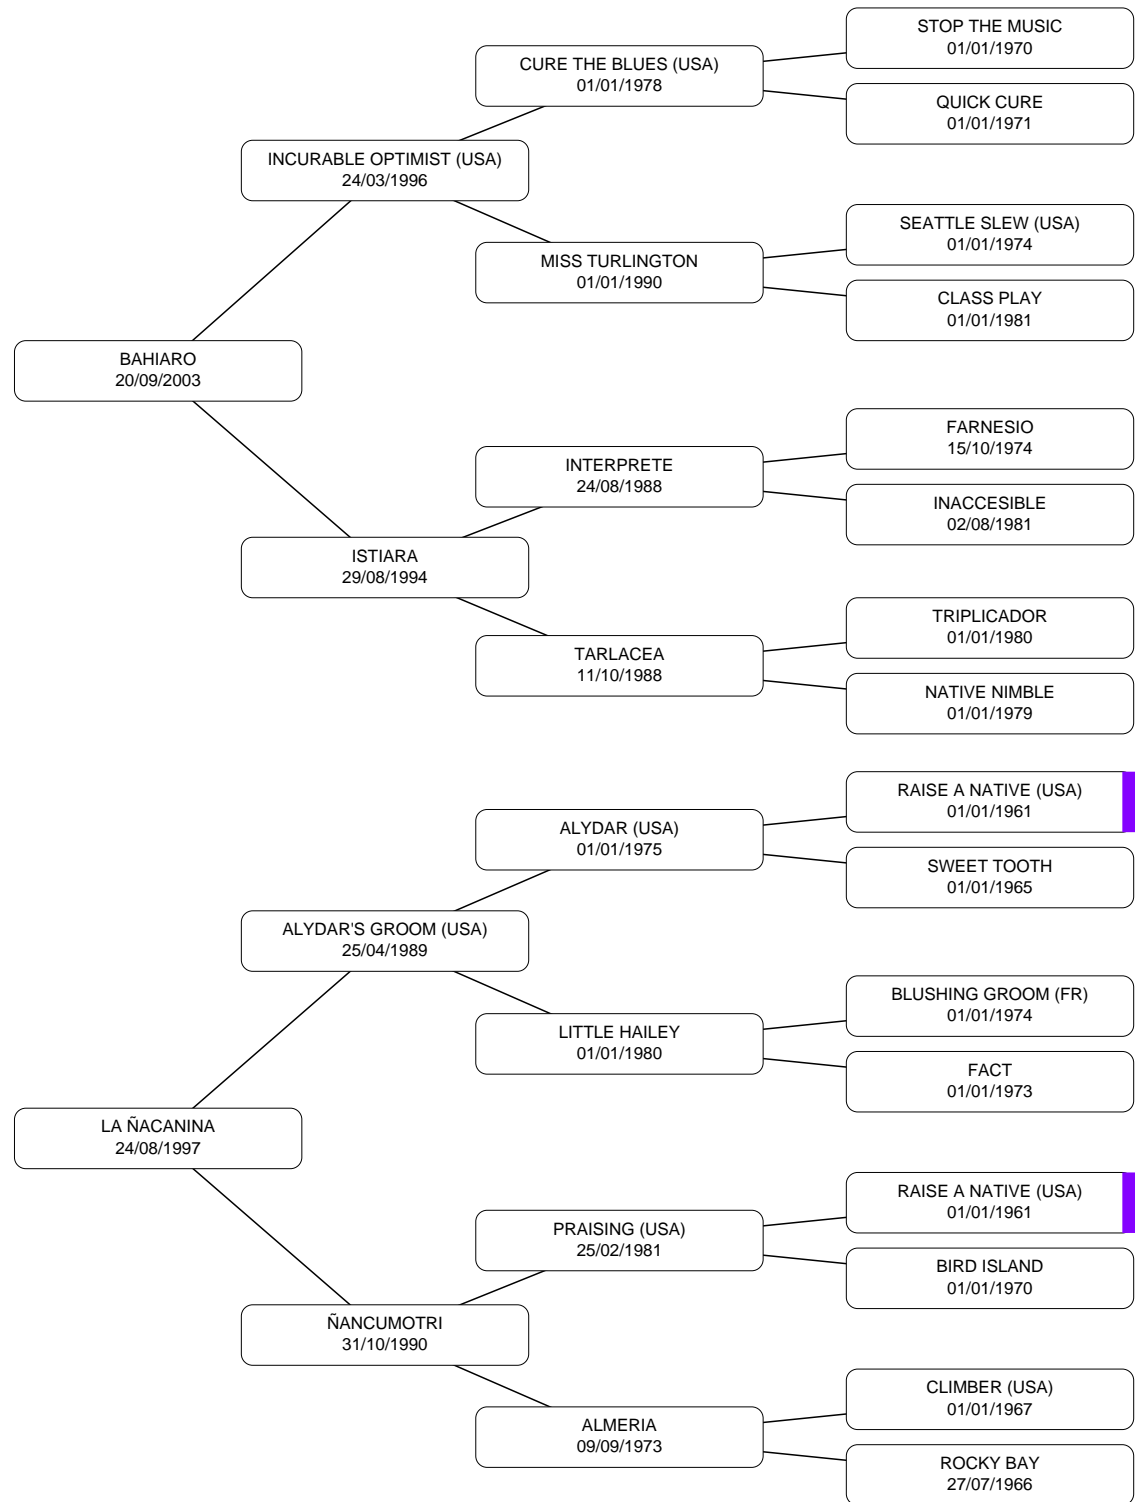 STOP THE MUSIC
01/01/1970
CURE THE BLUES (USA)
01/01/1978
QUICK CURE
01/01/1971
INCURABLE OPTIMIST (USA)
24/03/1996
SEATTLE SLEW (USA)
01/01/1974
MISS TURLINGTON
01/01/1990
CLASS PLAY
01/01/1981
BAHIARO
20/09/2003
FARNESIO
15/10/1974
INTERPRETE
24/08/1988
INACCESIBLE
02/08/1981
ISTIARA
29/08/1994
TRIPLICADOR
01/01/1980
TARLACEA
11/10/1988
NATIVE NIMBLE
01/01/1979
RAISE A NATIVE (USA)
01/01/1961
ALYDAR (USA)
01/01/1975
SWEET TOOTH
01/01/1965
ALYDAR'S GROOM (USA)
25/04/1989
BLUSHING GROOM (FR)
01/01/1974
LITTLE HAILEY
01/01/1980
FACT
01/01/1973
LA ÑACANINA
24/08/1997
RAISE A NATIVE (USA)
01/01/1961
PRAISING (USA)
25/02/1981
BIRD ISLAND
01/01/1970
ÑANCUMOTRI
31/10/1990
CLIMBER (USA)
01/01/1967
ALMERIA
09/09/1973
ROCKY BAY
27/07/1966